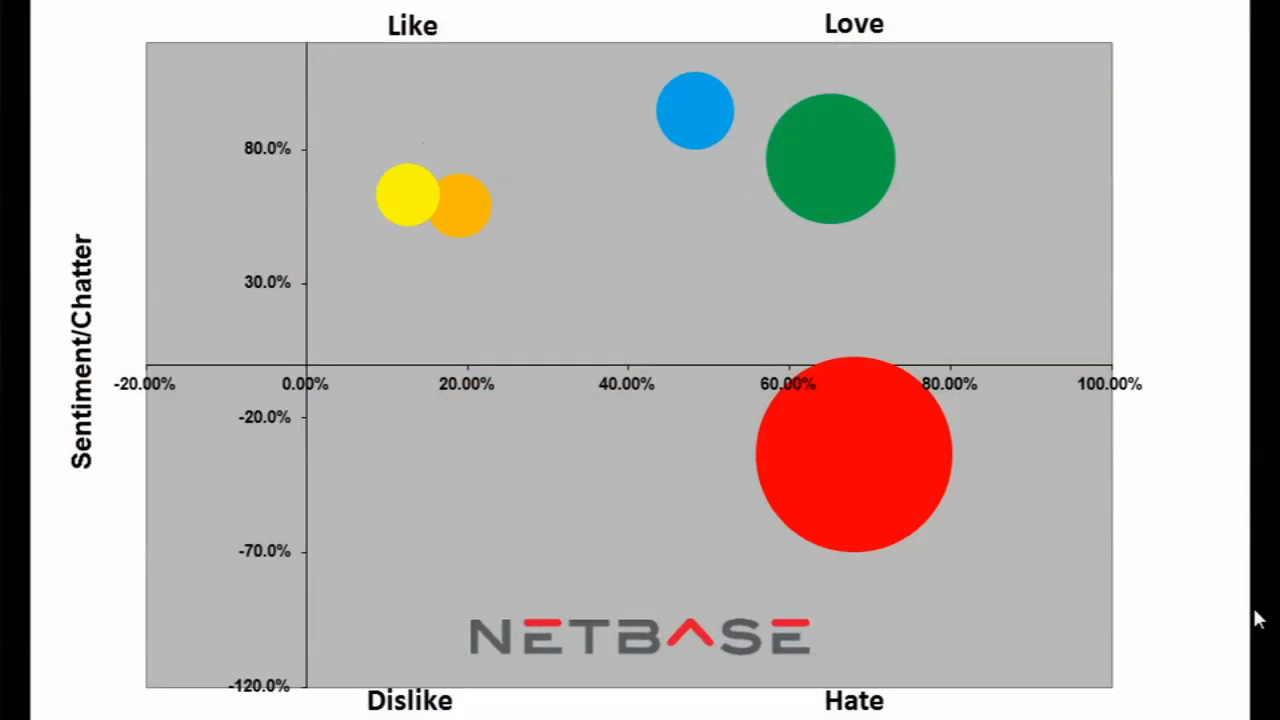 Like
Love
80.0%
30.0%
Sentiment/Chatter
-20.00%
0.00%
20.00%
40.00%
60.00%
80.00%
100.00%
-20.0%
-70.0%
NETBASE
-120.0%
Dislike
Hate